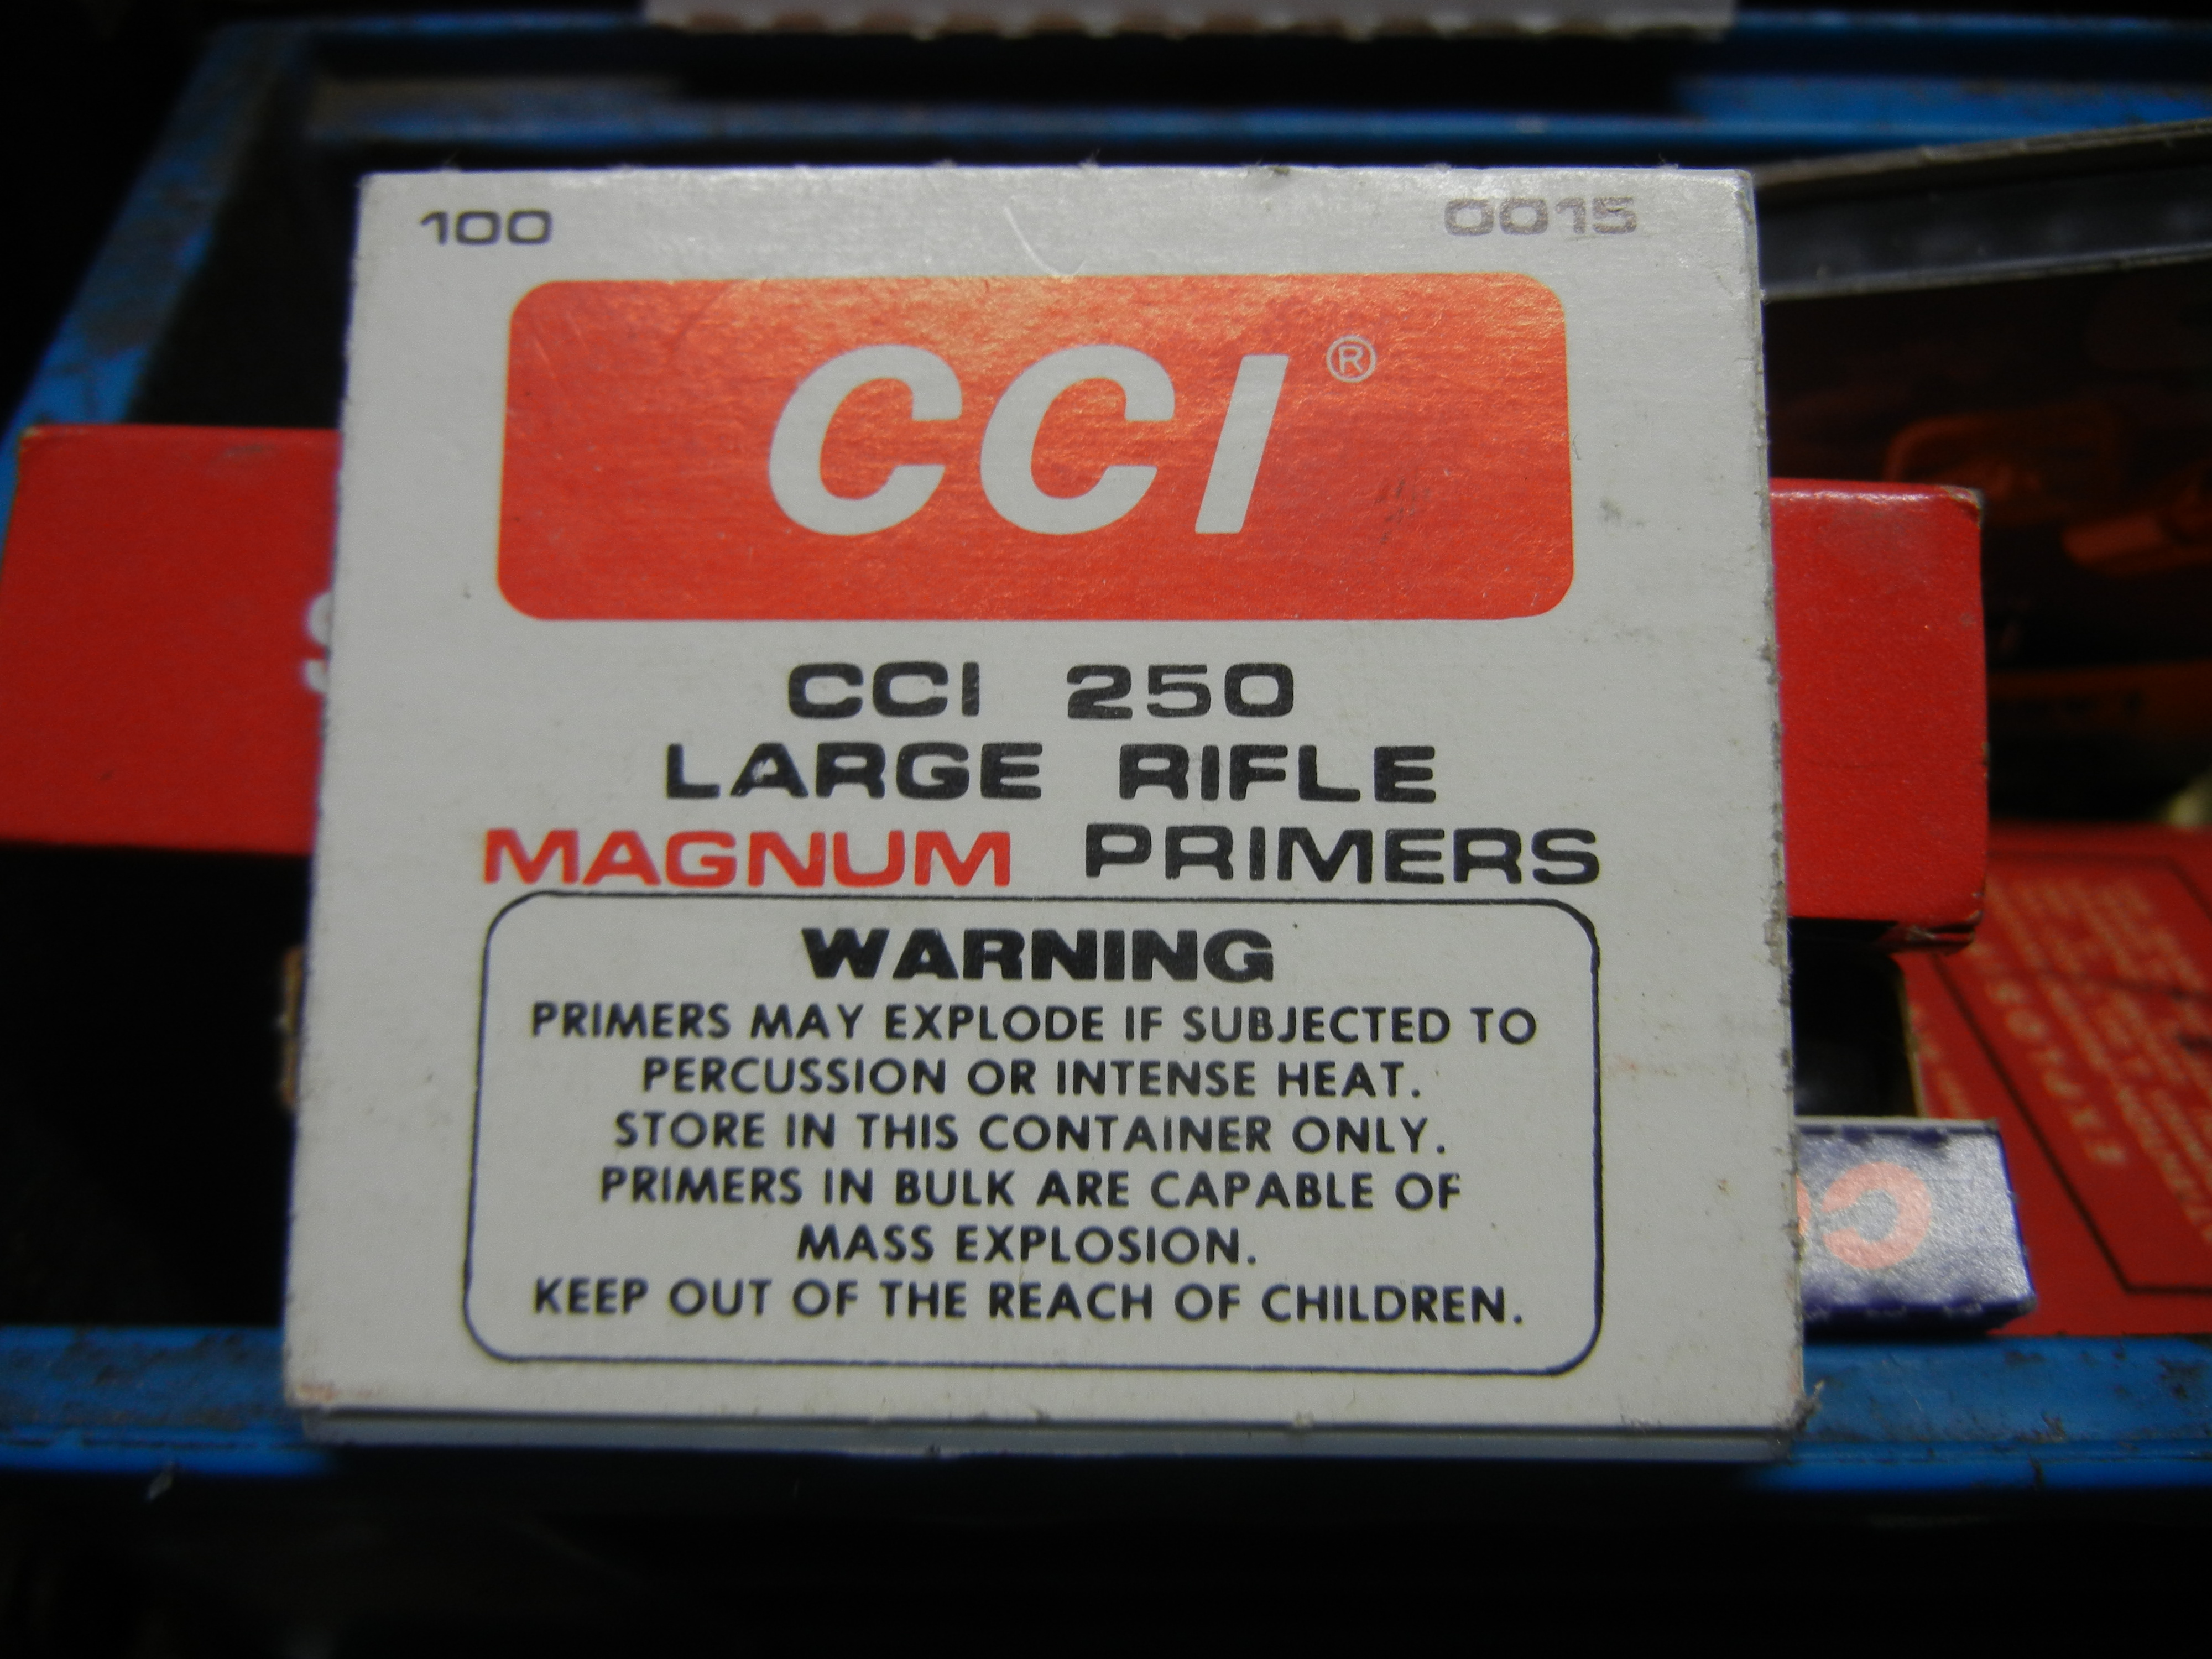 100 0015
CCI®
CCI 250
LARGE RIFLE
MAGNUM PRIMERS
WARNING
PRIMERS MAY EXPLODE IF SUBJECTED TO
PERCUSSION OR INTENSE HEAT.
STORE IN THIS CONTAINER ONLY.
PRIMERS IN BULK ARE CAPABLE OF
MASS EXPLOSION.
KEEP OUT OF THE REACH OF CHILDREN.